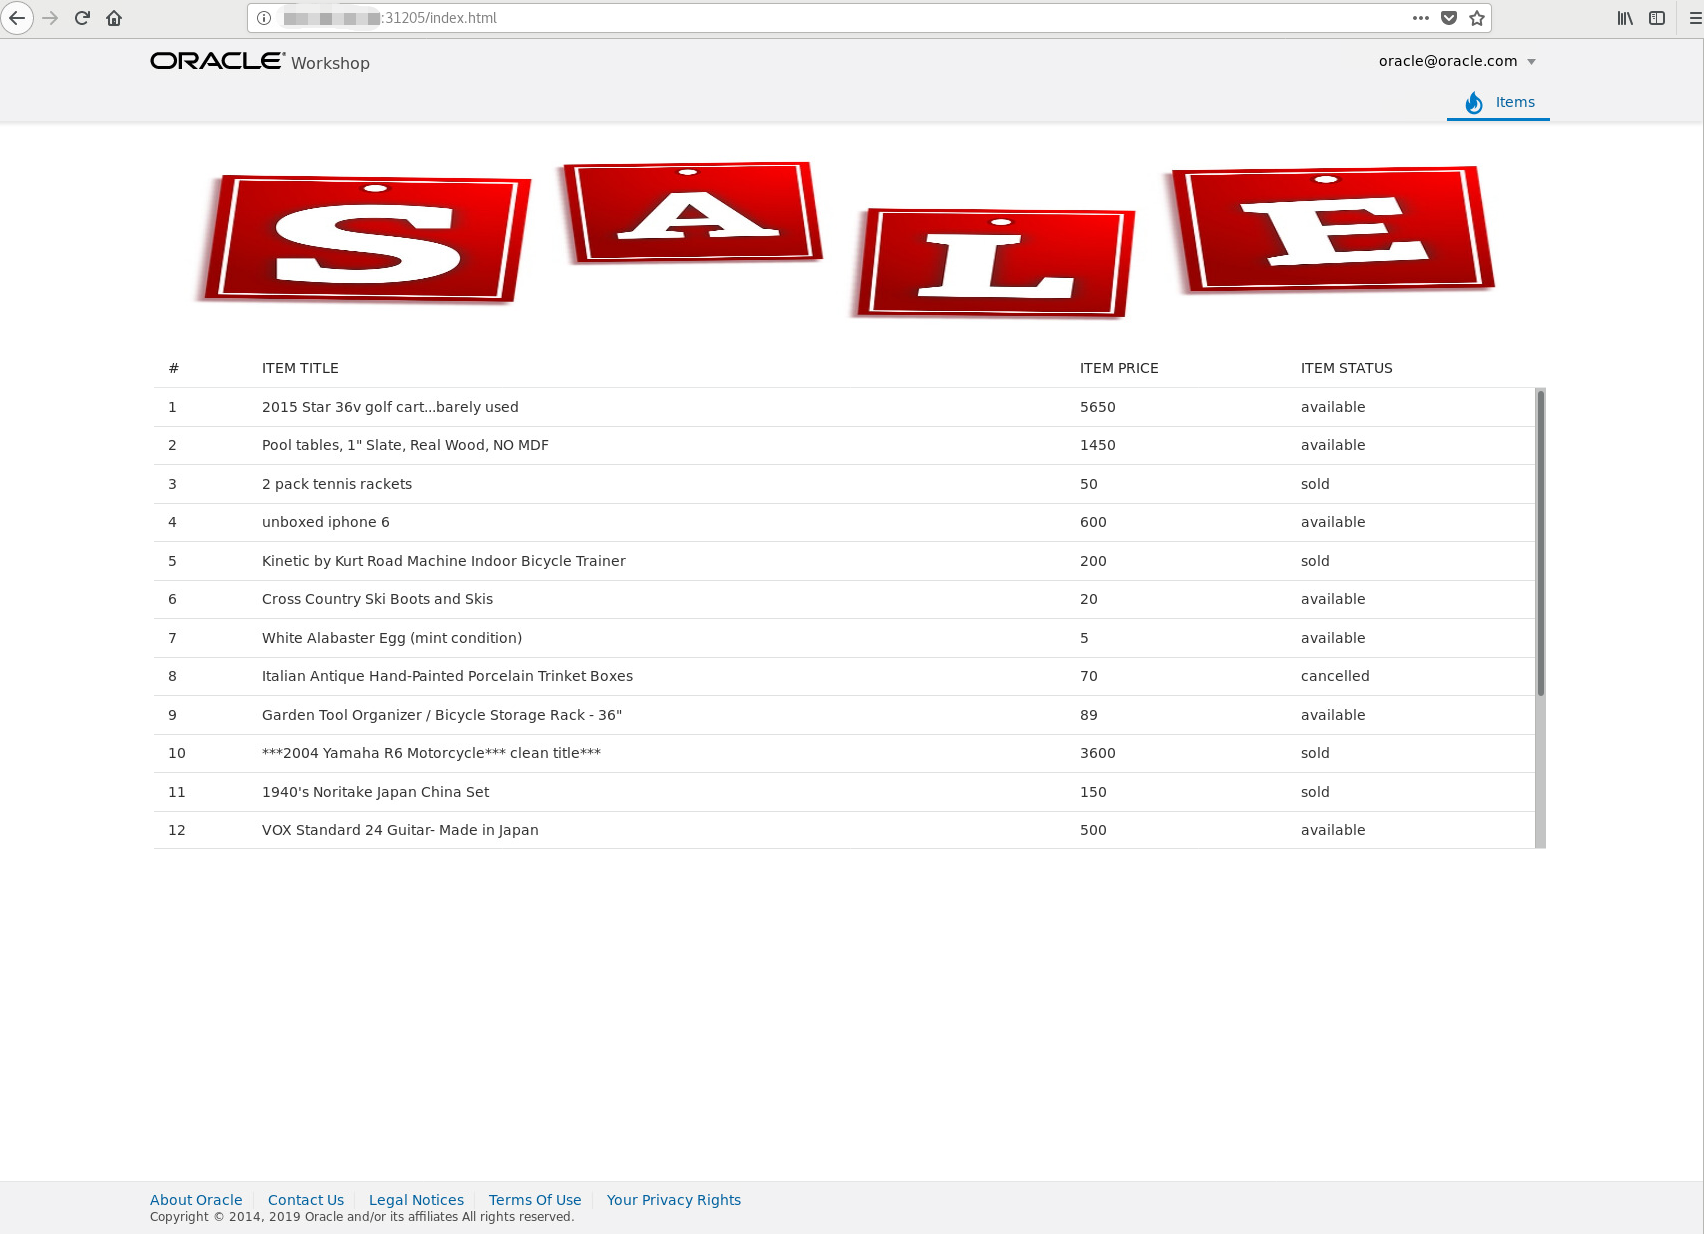 :31205/index.html
ORACLE® Workshop
oracle@oracle.com
Items
S A L E
# ITEM TITLE ITEM PRICE ITEM STATUS
1 2015 Star 36v golf cart...barely used 5650 available
2 Pool tables, 1" Slate, Real Wood, NO MDF 1450 available
3 2 pack tennis rackets 50 sold
4 unboxed iphone 6 600 available
5 Kinetic by Kurt Road Machine Indoor Bicycle Trainer 200 sold
6 Cross Country Ski Boots and Skis 20 available
7 White Alabaster Egg (mint condition) 5 available
8 Italian Antique Hand-Painted Porcelain Trinket Boxes 70 cancelled
9 Garden Tool Organizer / Bicycle Storage Rack - 36" 89 available
10 ***2004 Yamaha R6 Motorcycle*** clean title*** 3600 sold
11 1940's Noritake Japan China Set 150 sold
12 VOX Standard 24 Guitar- Made in Japan 500 available
About Oracle Contact Us Legal Notices Terms Of Use Your Privacy Rights
Copyright © 2014, 2019 Oracle and/or its affiliates All rights reserved.